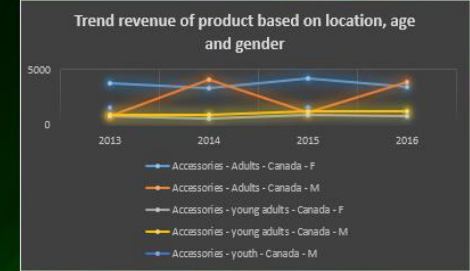 Trend revenue of product based on location, age
and gender
5000
0
2013 2014 2015 2016
Accessories - Adults - Canada - F
Accessories - Adults - Canada - M
Accessories - young adults - Canada - F
Accessories - young adults - Canada - M
Accessories - youth - Canada - M